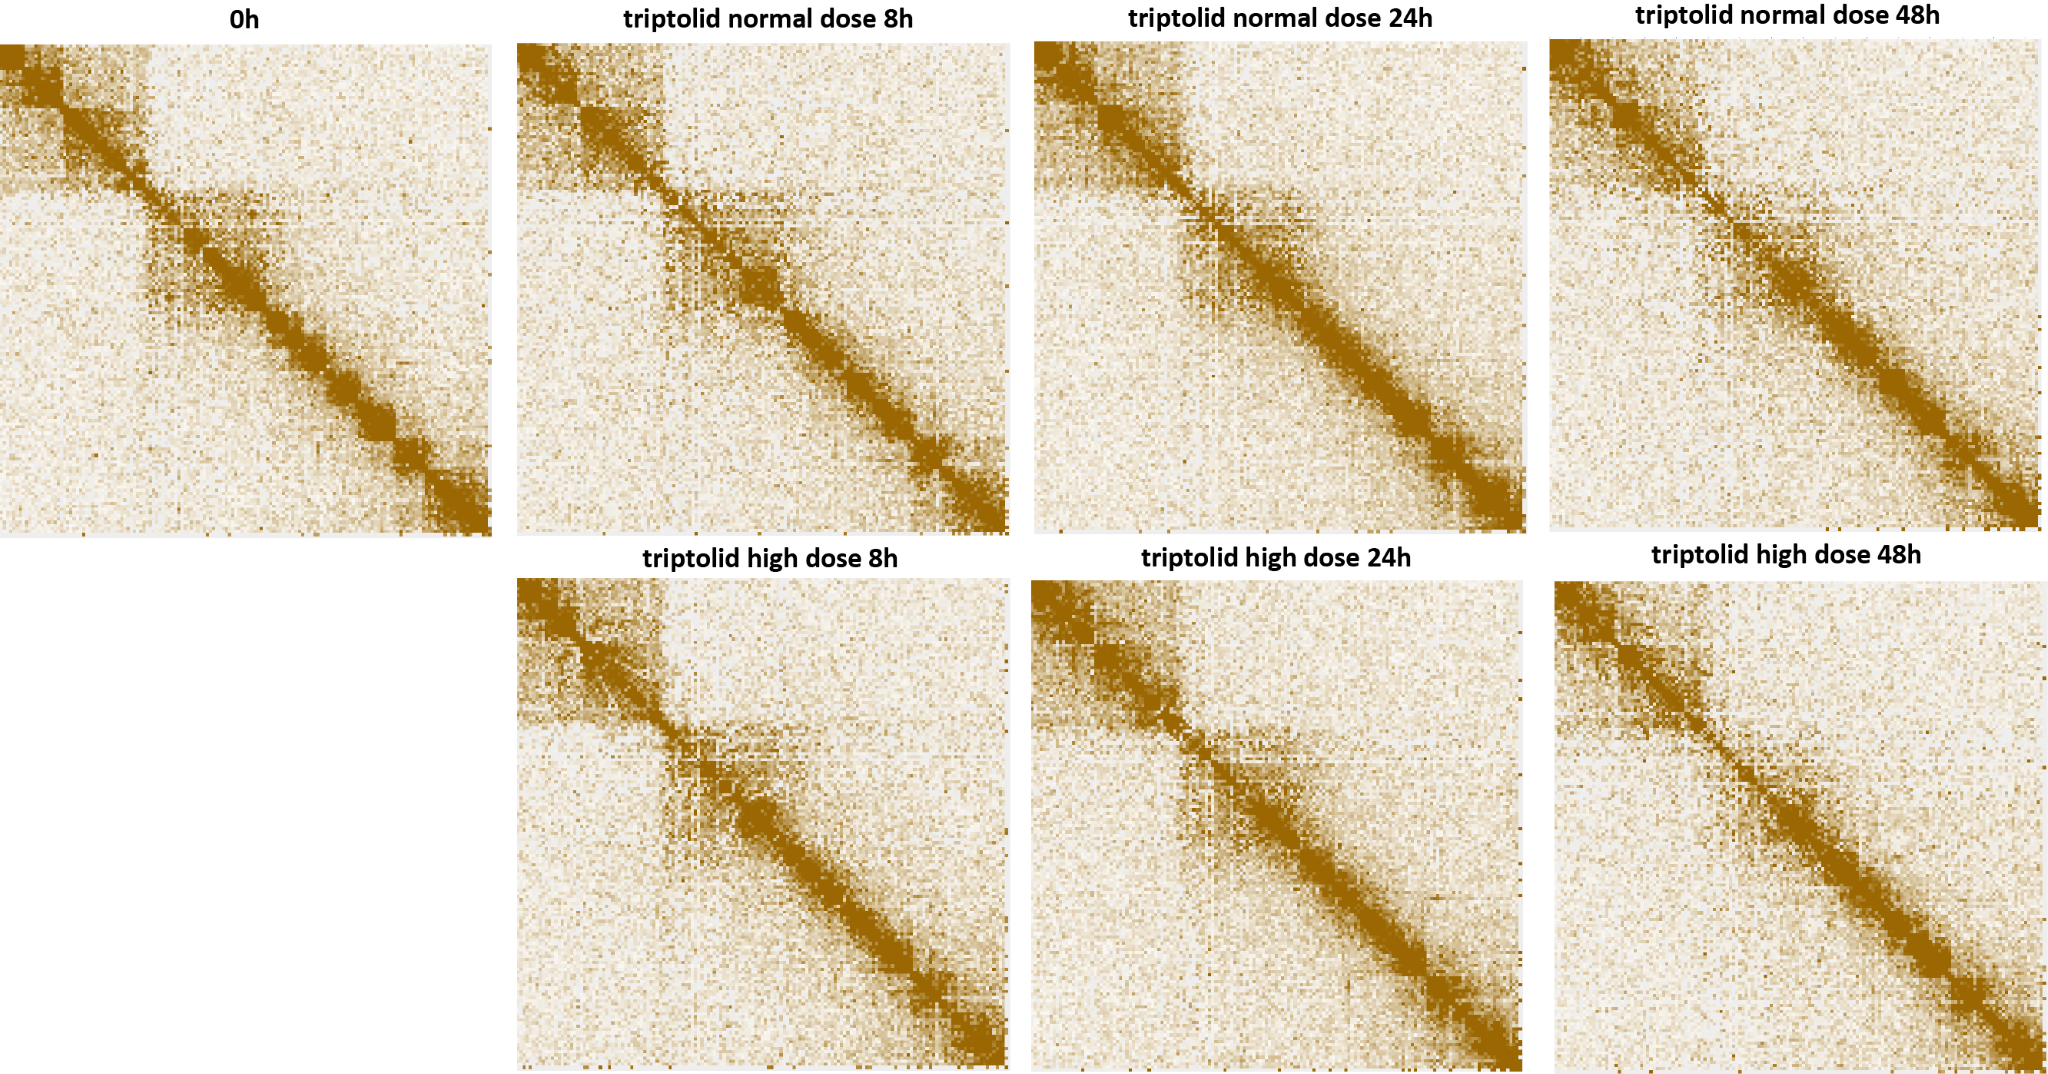 0h
triptolid normal dose 8h
triptolid normal dose 24h
triptolid normal dose 48h
triptolid high dose 8h
triptolid high dose 24h
triptolid high dose 48h